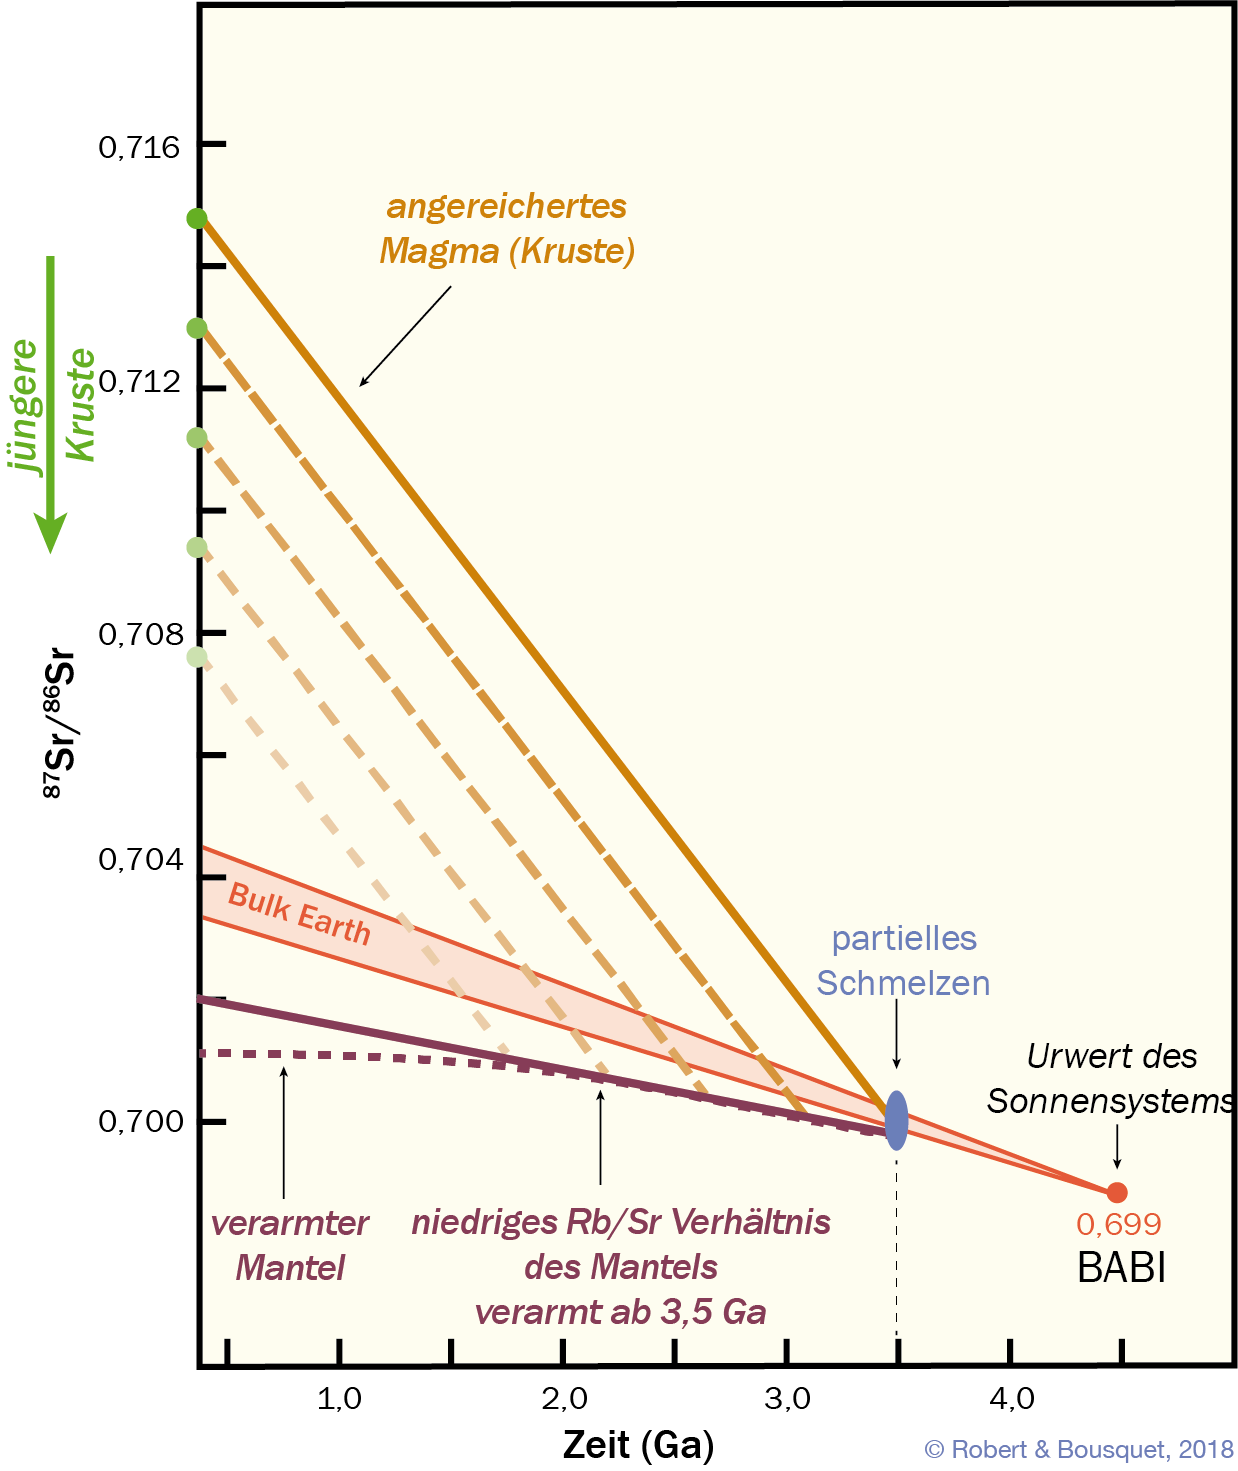 0,716
angereichertes
Magma (Kruste)
jüngere
Kruste
0,712
0,708
⁸⁷Sr/⁸⁶Sr
0,704
Bulk Earth
partielles
Schmelzen
Urwert des
Sonnensystems
0,700
0,699
BABI
verarmter
Mantel
niedriges Rb/Sr Verhältnis
des Mantels
verarmt ab 3,5 Ga
1,0 2,0 3,0 4,0
Zeit (Ga)
© Robert & Bousquet, 2018